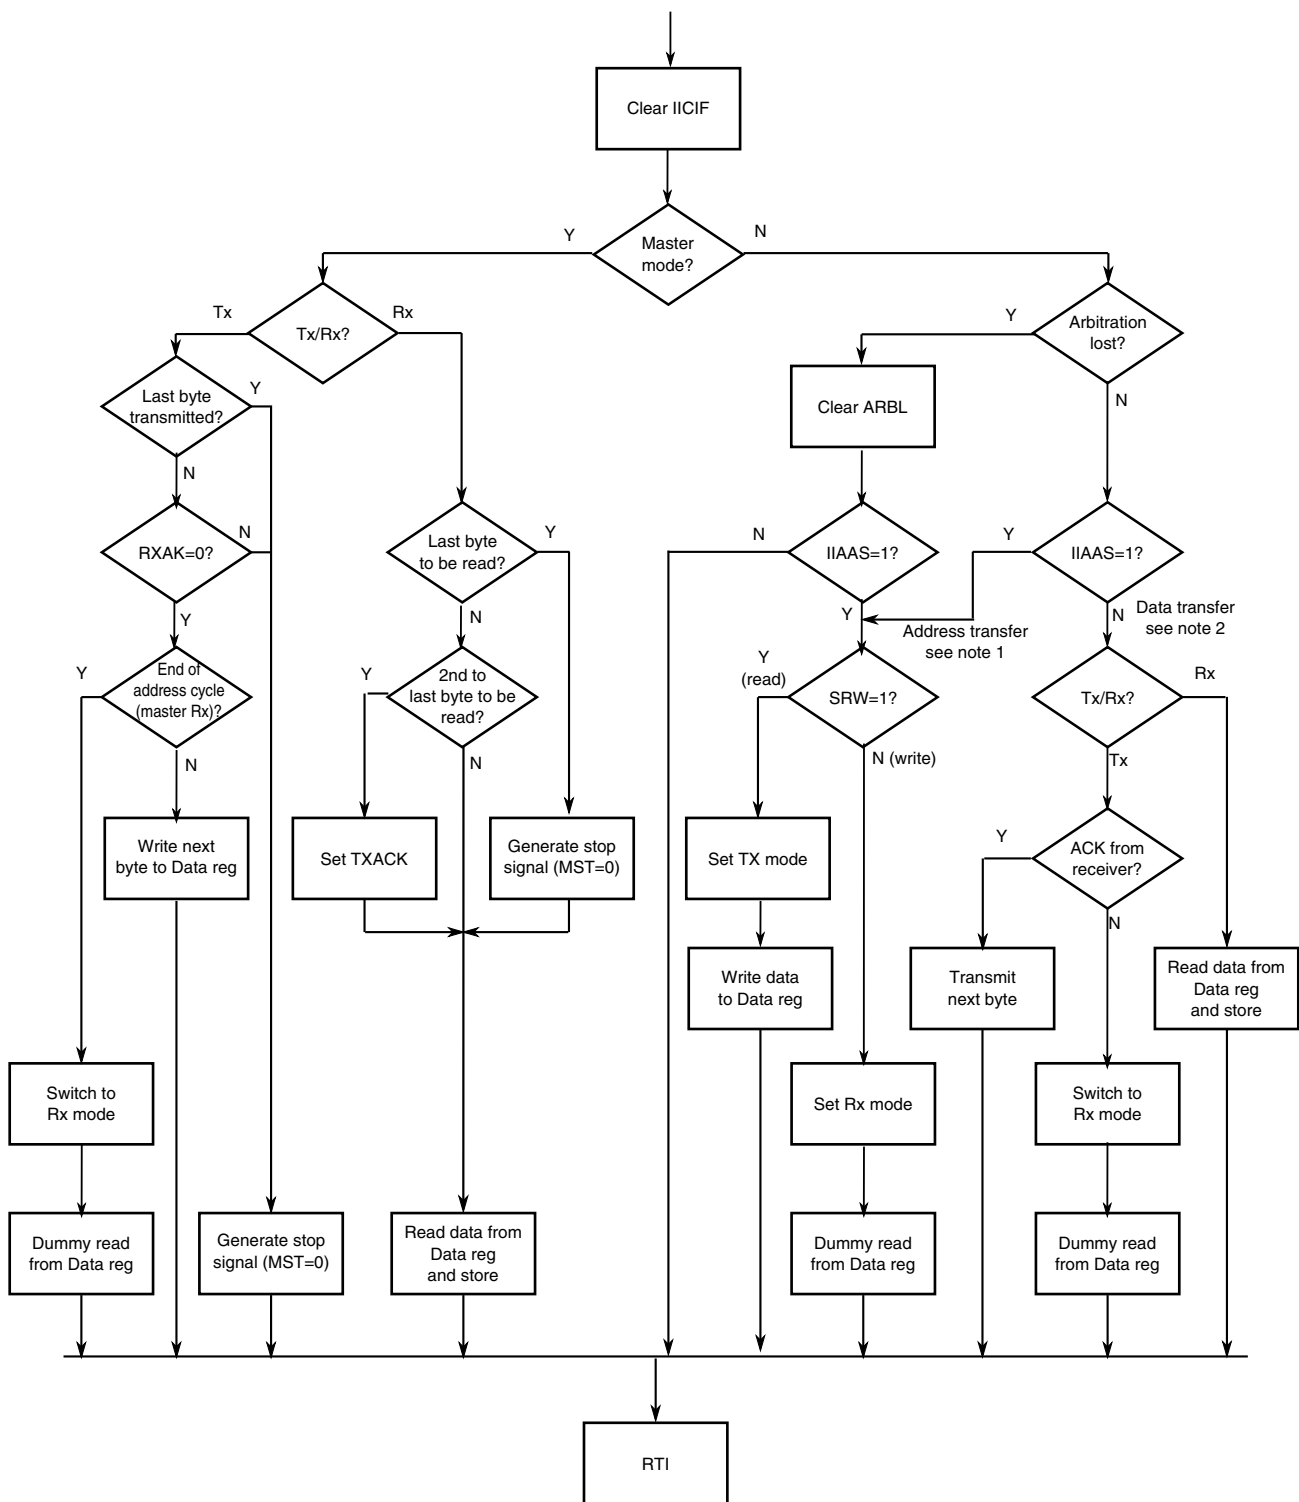 Clear IICIF
Master
mode?
Y
N
Tx/Rx?
Tx
Rx
Arbitration
lost?
Y
N
Last byte
transmitted?
Y
N
Clear ARBL
RXAK=0?
N
Y
Last byte
to be read?
Y
N
IIAAS=1?
N
Y
IIAAS=1?
Y
N
Address transfer
see note 1
Data transfer
see note 2
End of
address cycle
(master Rx)?
Y
N
2nd to
last byte to be
read?
Y
N
SRW=1?
Y
(read)
N (write)
Tx/Rx?
Rx
Tx
Write next
byte to Data reg
Set TXACK
Generate stop
signal (MST=0)
Set TX mode
ACK from
receiver?
Y
N
Write data
to Data reg
Transmit
next byte
Read data from
Data reg
and store
Switch to
Rx mode
Set Rx mode
Switch to
Rx mode
Dummy read
from Data reg
Generate stop
signal (MST=0)
Read data from
Data reg
and store
Dummy read
from Data reg
Dummy read
from Data reg
RTI